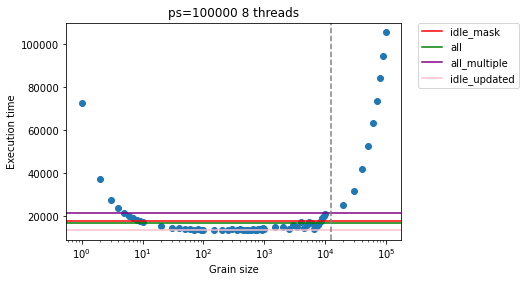 ps=100000 8 threads
idle_mask
all
all_multiple
idle_updated
Execution time
100000
80000
60000
40000
20000
10⁰
10¹
10²
10³
10⁴
10⁵
Grain size